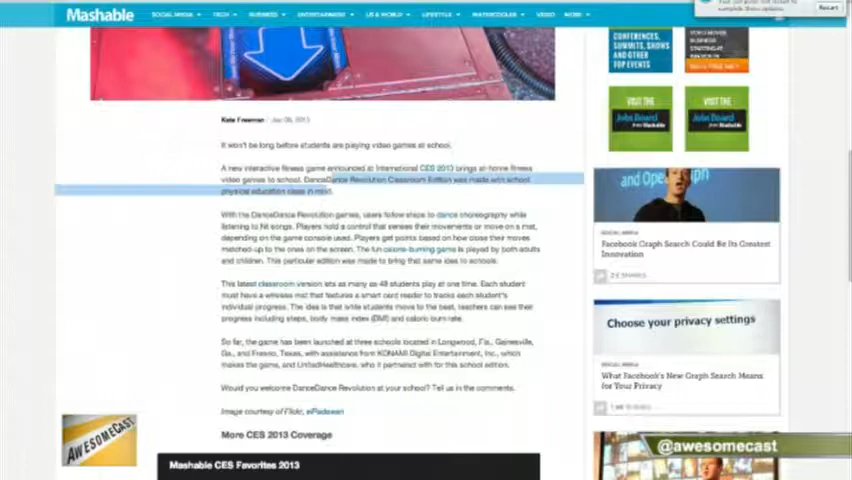 Mashable
SOCIAL MEDIA TECH BUSINESS ENTERTAINMENT US & WORLD LIFESTYLE WATERCOOLER VIDEO MORE
complete these options.
Restart
CONFERENCES,
SUMMITS, SHOWS
AND OTHER
TOP EVENTS
BUSINESS
VISIT THE
Jobs Board
from Mashable
VISIT THE
Jobs Board
from Mashable
Kate Freeman
It won't be long before students are playing video games at school.
A new interactive fitness game announced at International CES 2013 brings at-home fitness
video games to school. DanceDance Revolution Classroom Edition was made with school
physical education class in mind.
With the DanceDance Revolution games, users follow steps to dance choreography while
listening to hit songs. Players hold a control that senses their movements or move on a mat,
depending on the game console used. Players get points based on how close their moves
matched up to the ones on the screen. The fun calorie-burning game is played by both adults
and children. This particular edition was made to bring that same idea to schools.
This latest classroom version lets as many as 48 students play at one time. Each student
must have a wireless mat that features a smart card reader to tracks each student's
individual progress. The idea is that while students move to the beat, teachers can see their
progress including steps, body mass index (BMI) and caloric burn rate.
So far, the game has been launched at three schools located in Longwood, Fla., Gainesville,
Ga., and Fresno, Texas, with assistance from KONAMI Digital Entertainment, Inc., which
makes the game, and UnitedHealthcare, who it partnered with for this school edition.
Would you welcome DanceDance Revolution at your school? Tell us in the comments.
Image courtesy of Flickr,
More CES 2013 Coverage
Mashable CES Favorites 2013
SOCIAL MEDIA
Facebook Graph Search Could Be Its Greatest
Innovation
SHARES
Choose your privacy settings
SOCIAL MEDIA
What Facebook's New Graph Search Means
for Your Privacy
SHARES
AWESOMECAST
@awesomecast